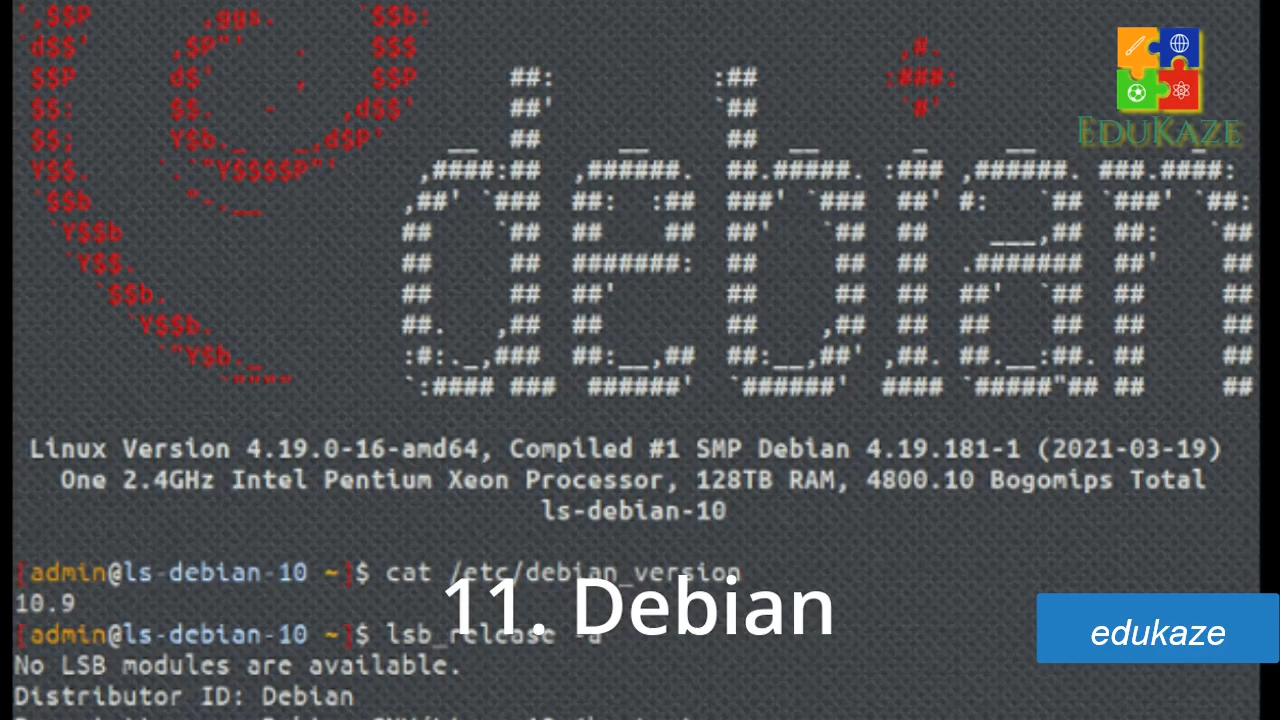 EDUKAZE
debian
Linux Version 4.19.0-16-amd64, Compiled #1 SMP Debian 4.19.181-1 (2021-03-19)
One 2.4GHz Intel Pentium Xeon Processor, 128TB RAM, 4800.10 Bogomips Total
ls-debian-10
[admin@ls-debian-10 ~]$ cat /etc/debian_version
10.9
11. Debian
[admin@ls-debian-10 ~]$ lsb_release -a
edukaze
No LSB modules are available.
Distributor ID: Debian